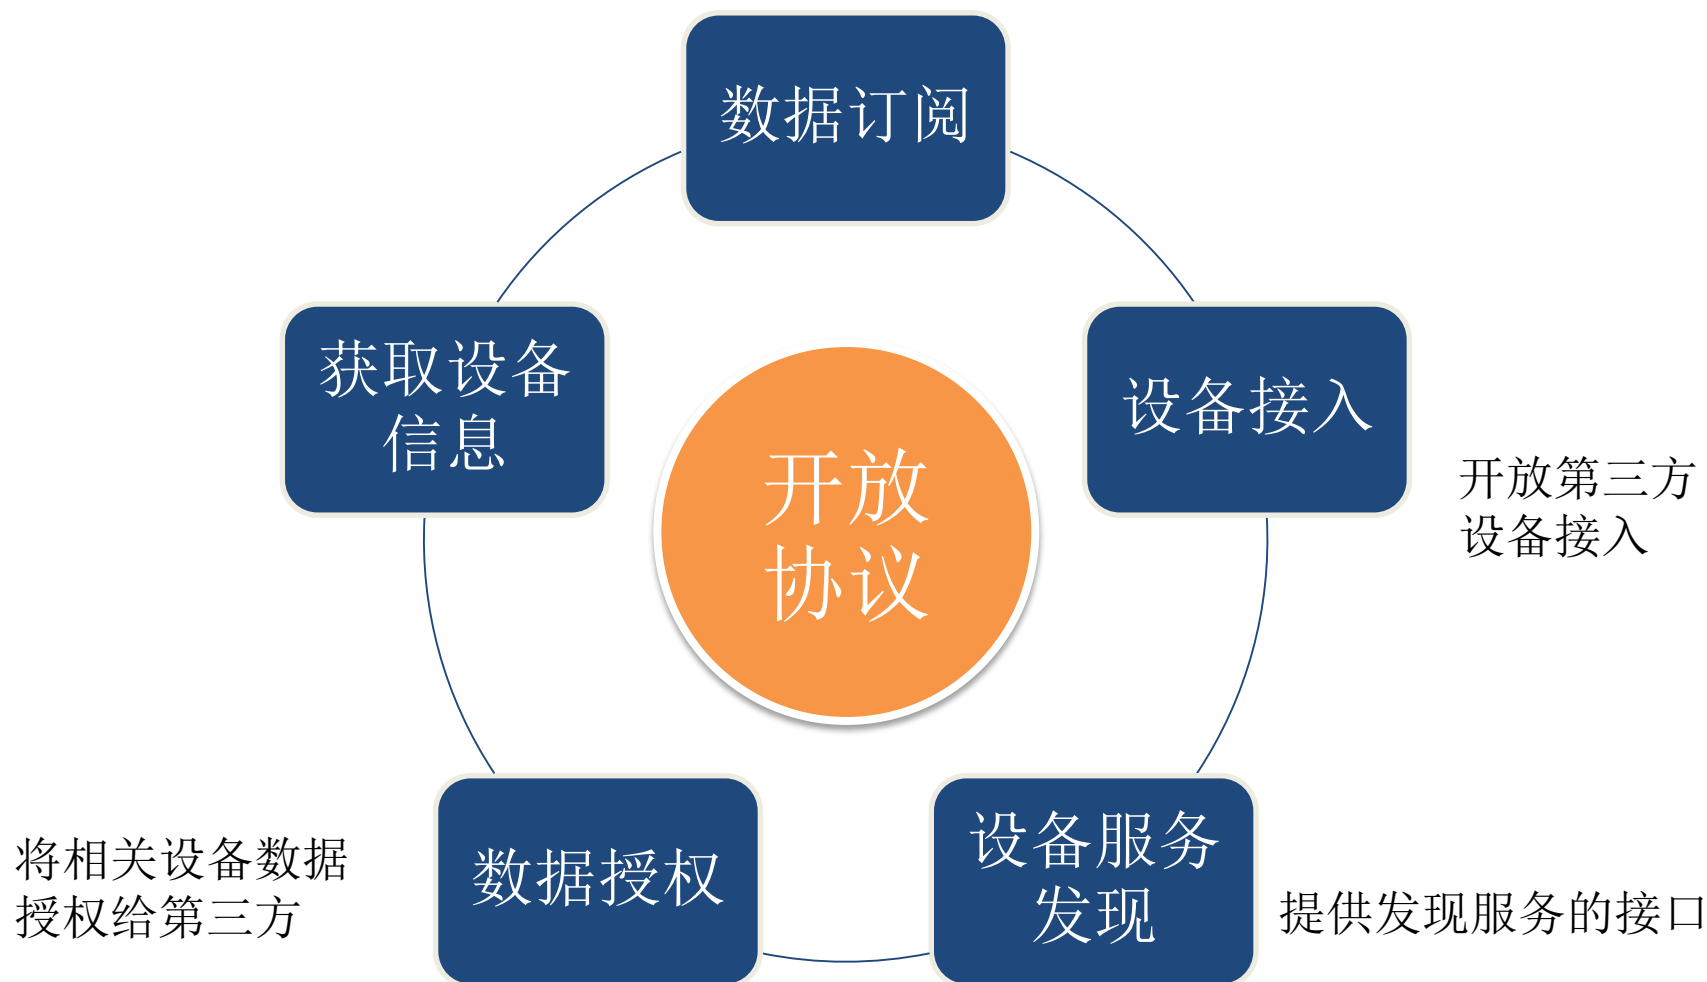 数据订阅
获取设备
信息
设备接入
开放第三方
设备接入
开放
协议
数据授权
将相关设备数据
授权给第三方
设备服务
发现
提供发现服务的接口